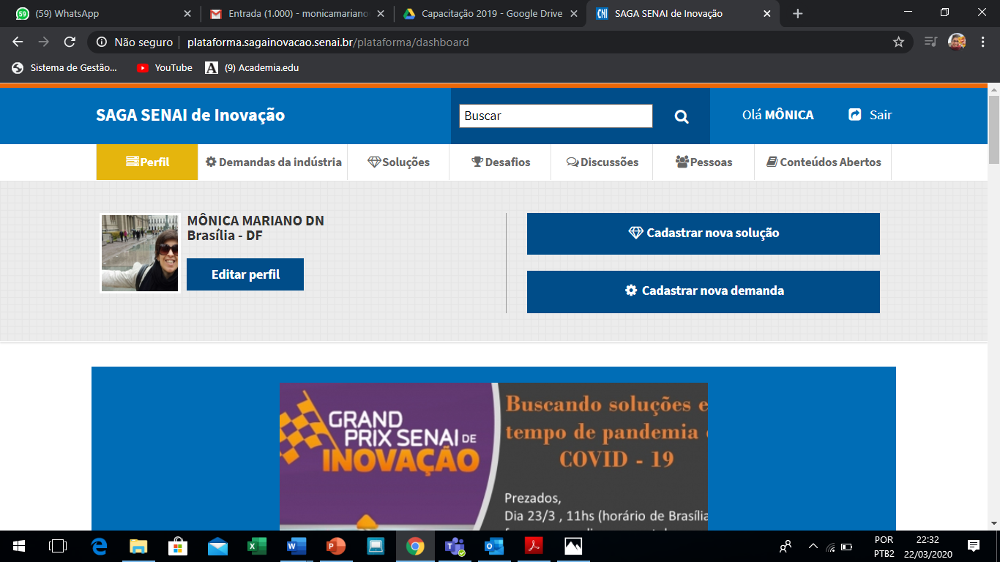 59
(59) WhatsApp
Entrada (1.000) - monicamariano
Capacitação 2019 - Google Drive
CNI
SAGA SENAI de Inovação
Não seguro
plataforma.sagainovacao.senai.br/plataforma/dashboard
Sistema de Gestão...
YouTube
A
(9) Academia.edu
SAGA SENAI de Inovação
Buscar
Olá MÔNICA
Sair
Perfil
Demandas da indústria
Soluções
Desafios
Discussões
Pessoas
Conteúdos Abertos
MÔNICA MARIANO DN
Brasília - DF
Editar perfil
Cadastrar nova solução
Cadastrar nova demanda
GRAND
PRIX SENAI DE
INOVAÇÃO
Buscando soluções e
tempo de pandemia
COVID - 19
Prezados,
Dia 23/3 , 11hs (horário de Brasília
POR
PTB2
22:32
22/03/2020